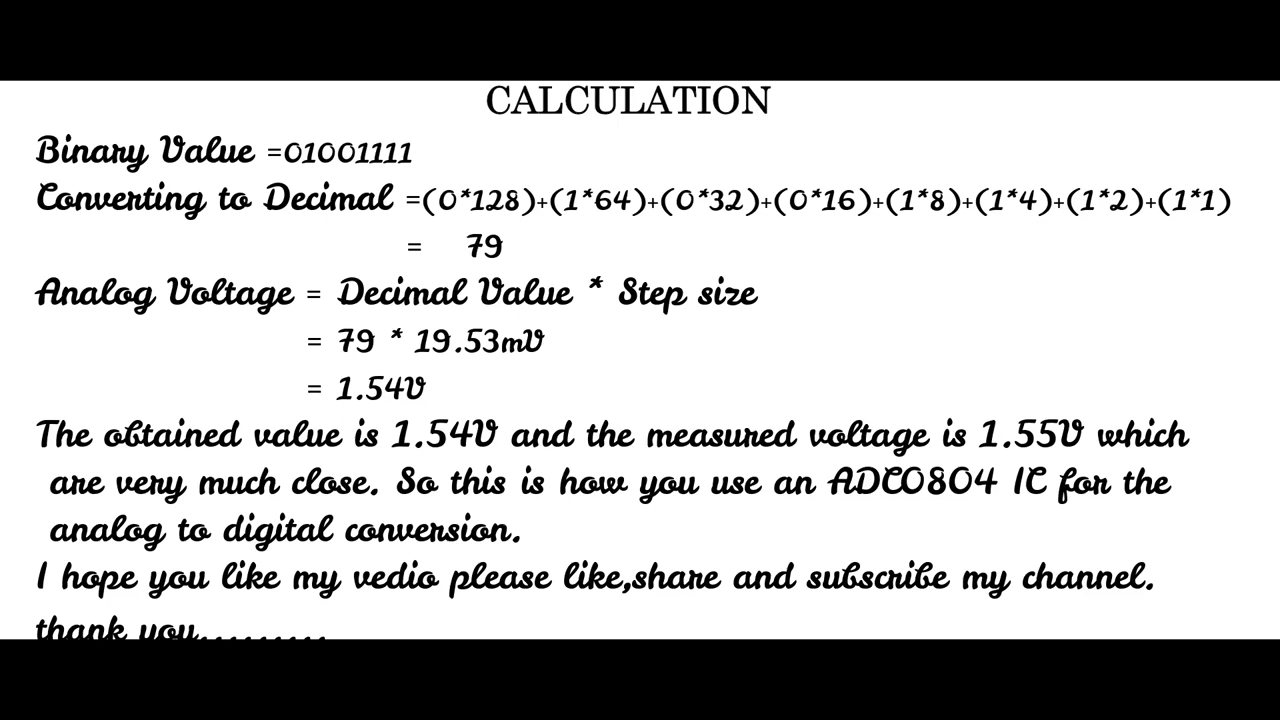 CALCULATION
Binary Value =01001111
Converting to Decimal =(0*128)+(1*64)+(0*32)+(0*16)+(1*8)+(1*4)+(1*2)+(1*1)
= 79
Analog Voltage = Decimal Value * Step size
= 79 * 19.53mV
= 1.54V
The obtained value is 1.54V and the measured voltage is 1.55V which
are very much close. So this is how you use an ADC0804 IC for the
analog to digital conversion.
I hope you like my vedio please like,share and subscribe my channel.
thank you..........